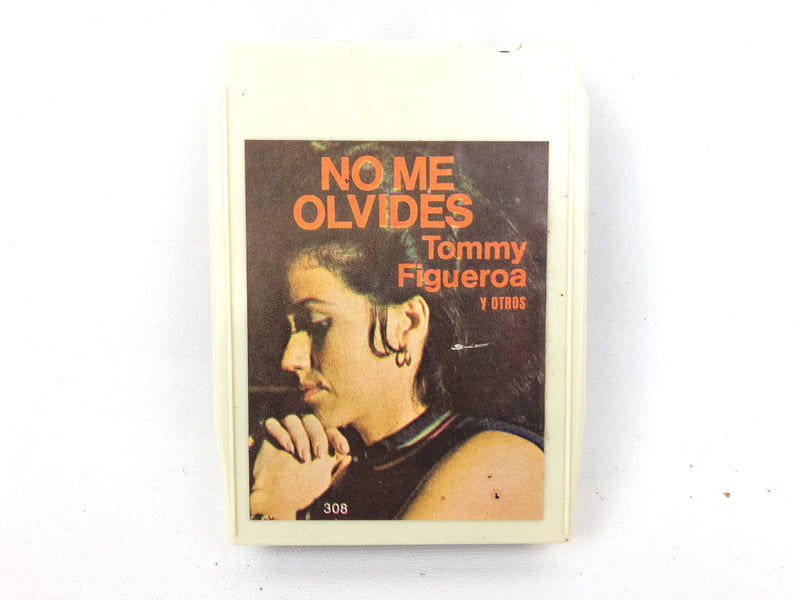 NO ME
OLVIDES
Tommy
Figueroa
Y OTROS
308